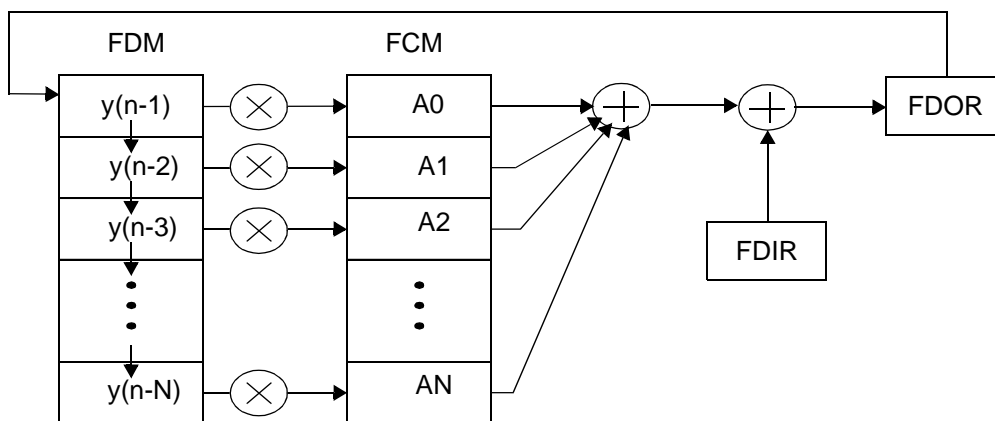 FDM
FCM
y(n-1)
A0
FDOR
y(n-2)
A1
y(n-3)
A2
FDIR
y(n-N)
AN